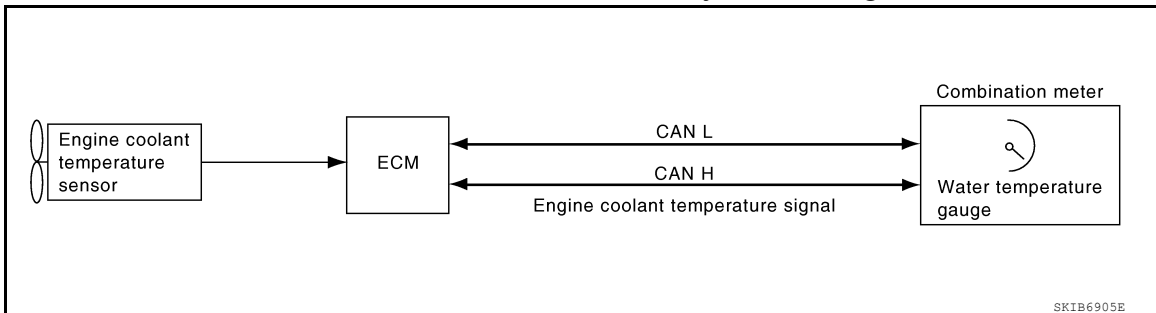 Combination meter
Engine coolant
temperature
sensor
ECM
CAN L
CAN H
Engine coolant temperature signal
Water temperature
gauge
SKIB6905E